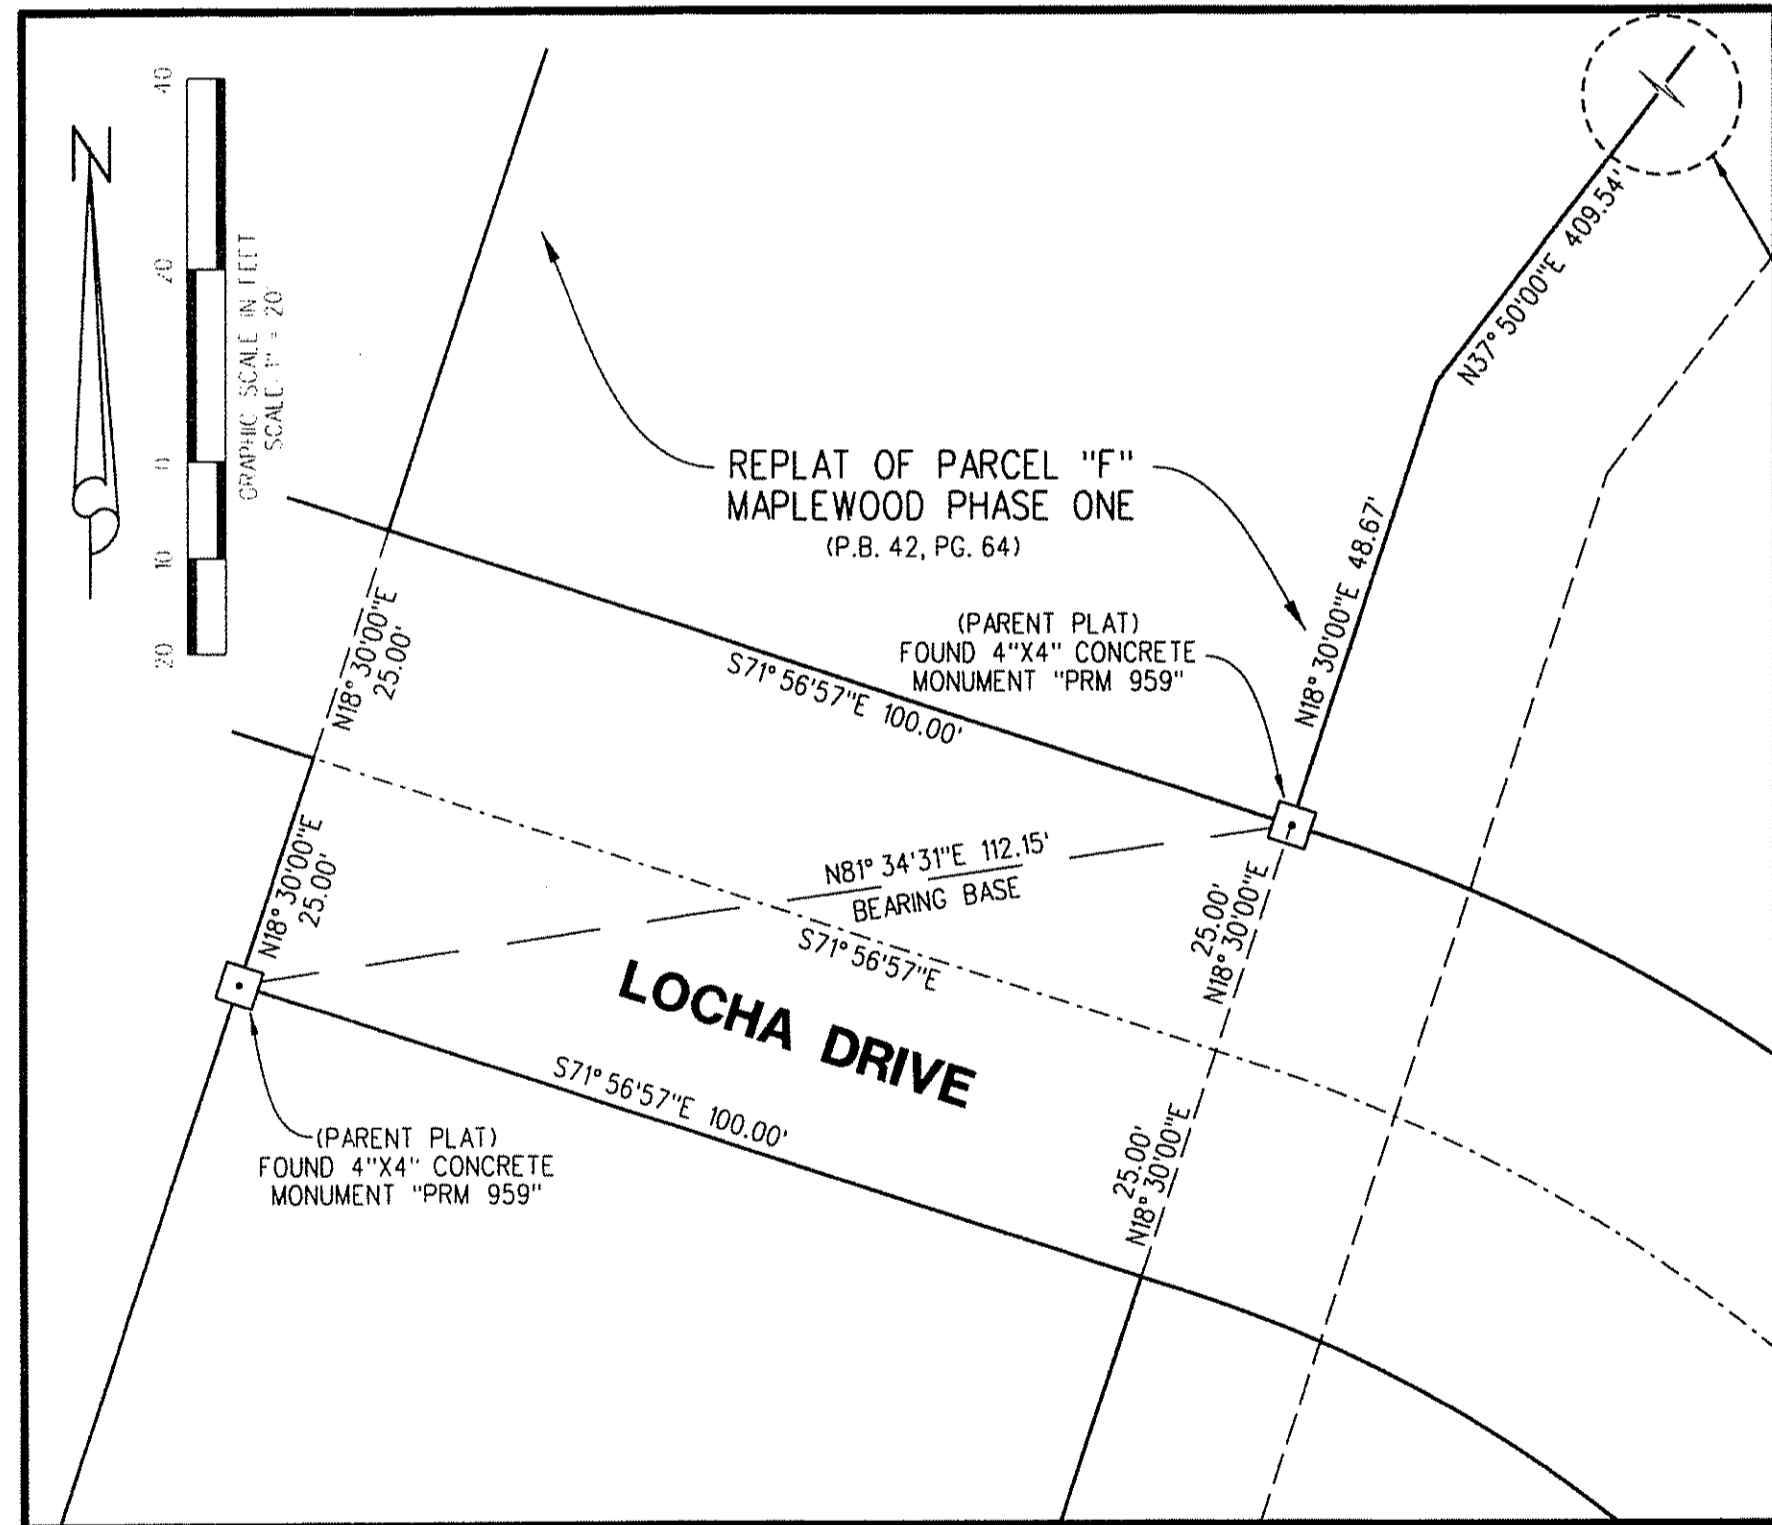 40
20
0
10
20
N
GRAPHIC SCALE IN FEET
SCALE 1" = 20'
N37°50'00"E 409.54'
REPLAT OF PARCEL "F"
MAPLEWOOD PHASE ONE
(P.B. 42, PG. 64)
N18°30'00"E 48.67'
N18°30'00"E
25.00'
(PARENT PLAT)
FOUND 4"X4" CONCRETE
MONUMENT "PRM 959"
S71°56'57"E 100.00'
N18°30'00"E
25.00'
N81°34'31"E 112.15'
BEARING BASE
25.00'
N18°30'00"E
S71°56'57"E
LOCHA DRIVE
S71°56'57"E 100.00'
25.00'
N18°30'00"E
(PARENT PLAT)
FOUND 4"X4" CONCRETE
MONUMENT "PRM 959"